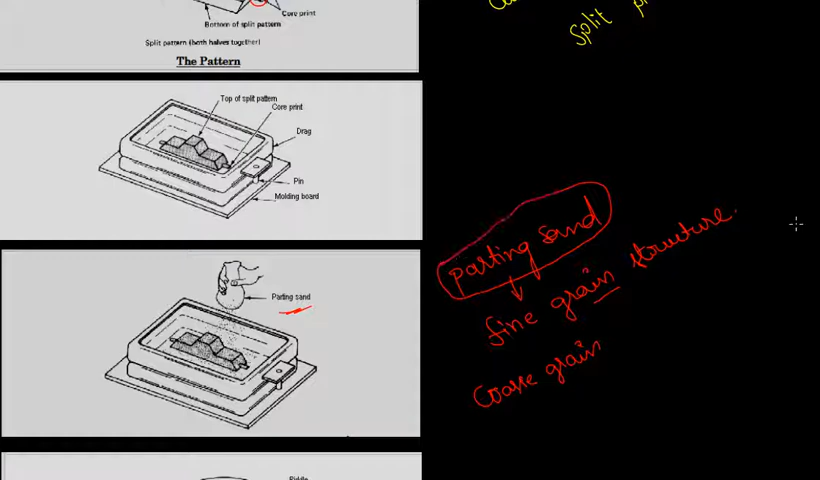 Core print
Bottom of split pattern
Split pattern (both halves together)
The Pattern
Split
Top of split pattern
Core print
Drag
Pin
Molding board
Parting sand
parting sand
fine grain structure.
Coarse grain
Riddle